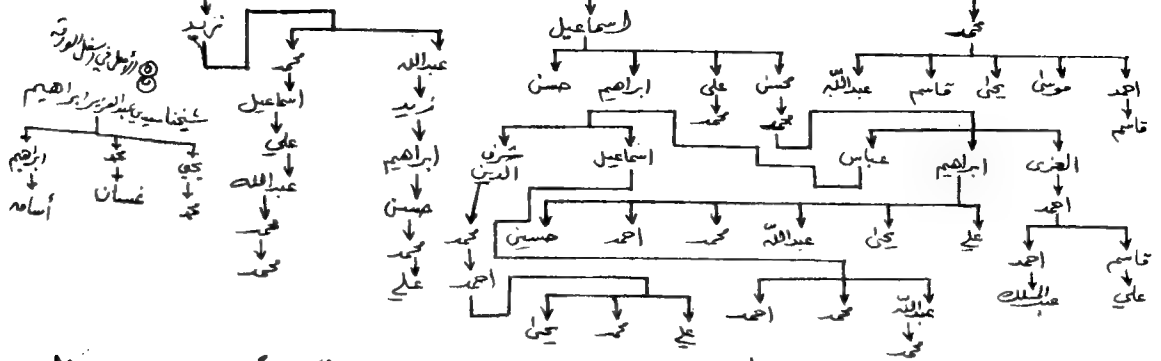 زيد اسماعيل محمد
محمد عبدالله
حسن ابراهيم علي محسن عبدالله قاسم يحيى موسى احمد
اسماعيل زيد محمد محمد قاسم
ابراهيم
علي ابراهيم شرف الدين اسماعيل عباس ابراهيم العزي
ابراهيم محمد يحيى
أسامه غسان محمد
عبدالله حسن احمد
محمد محمد محمد حسين احمد محمد عبدالله يحيى علي احمد قاسم
محمد علي احمد عبدالملك علي
يحيى محمد علي احمد محمد عبدالله
محمد